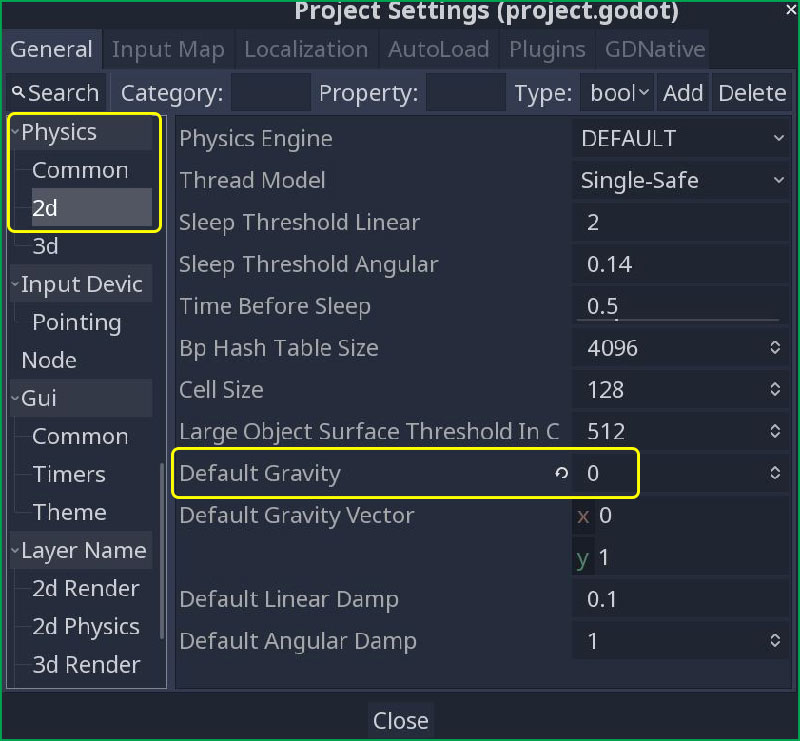 Project Settings (project.godot)
General Input Map Localization AutoLoad Plugins GDNative
Search Category: Property: Type: bool Add Delete
Physics
Common
2d
3d
Input Devic
Pointing
Node
Gui
Common
Timers
Theme
Layer Name
2d Render
2d Physics
3d Render
Physics Engine DEFAULT
Thread Model Single-Safe
Sleep Threshold Linear 2
Sleep Threshold Angular 0.14
Time Before Sleep 0.5
Bp Hash Table Size 4096
Cell Size 128
Large Object Surface Threshold In C 512
Default Gravity 0
Default Gravity Vector x 0
y 1
Default Linear Damp 0.1
Default Angular Damp 1
Close